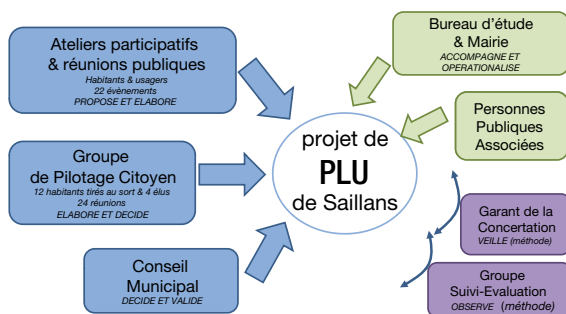 Ateliers participatifs
& réunions publiques
Habitants & usagers
22 évènements
PROPOSE ET ELABORE
Groupe
de Pilotage Citoyen
12 habitants tirés au sort & 4 élus
24 réunions
ELABORE ET DECIDE
Conseil
Municipal
DECIDE ET VALIDE
projet de
PLU
de Saillans
Bureau d'étude
& Mairie
ACCOMPAGNE ET
OPERATIONALISE
Personnes
Publiques
Associées
Garant de la
Concertation
VEILLE (méthode)
Groupe
Suivi-Evaluation
OBSERVE (méthode)